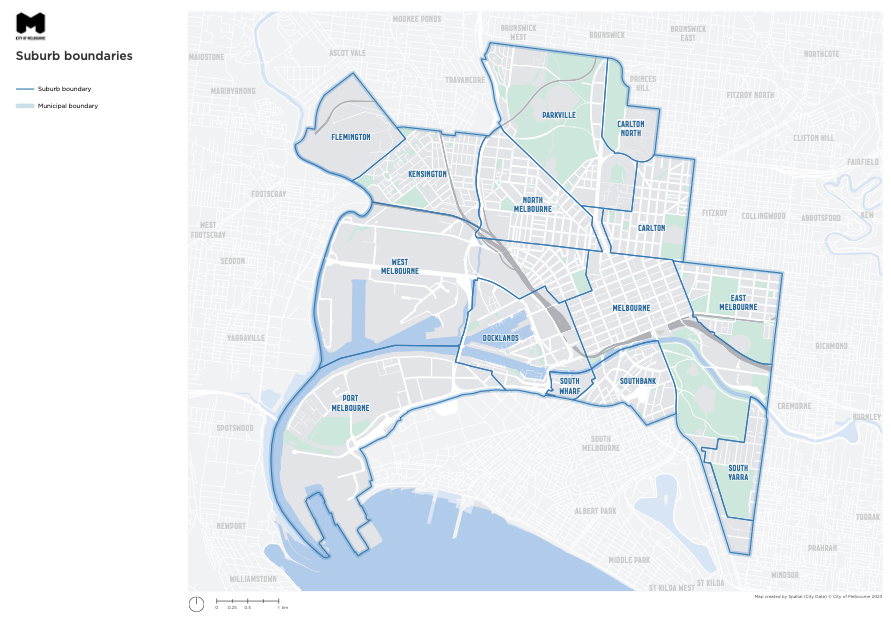 CITY OF MELBOURNE
Suburb boundaries
Suburb boundary
Municipal boundary
MOONEE PONDS
BRUNSWICK
WEST
BRUNSWICK
BRUNSWICK
EAST
NORTHCOTE
MAIDSTONE
ASCOT VALE
TRAVANCORE
PRINCES
HILL
MARIBYRNONG
FITZROY NORTH
PARKVILLE
CARLTON
NORTH
FLEMINGTON
CLIFTON HILL
FAIRFIELD
KENSINGTON
FOOTSCRAY
NORTH
MELBOURNE
FITZROY
COLLINGWOOD
ABBOTSFORD
KEW
WEST
FOOTSCRAY
CARLTON
SEDDON
WEST
MELBOURNE
EAST
MELBOURNE
MELBOURNE
YARRAVILLE
DOCKLANDS
RICHMOND
SOUTH
WHARF
SOUTHBANK
PORT
MELBOURNE
CREMORNE
BURNLEY
SPOTSWOOD
SOUTH
MELBOURNE
SOUTH
YARRA
ALBERT PARK
TOORAK
NEWPORT
PRAHRAN
MIDDLE PARK
WILLIAMSTOWN
WINDSOR
ST KILDA WEST
ST KILDA
0 0.25 0.5 1 km
Map created by Spatial (City Data) © City of Melbourne 2023